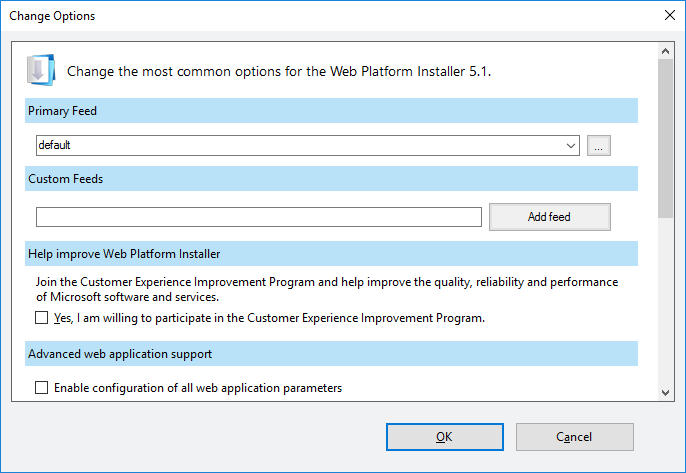 Change Options
Change the most common options for the Web Platform Installer 5.1.
Primary Feed
default
...
Custom Feeds
Add feed
Help improve Web Platform Installer
Join the Customer Experience Improvement Program and help improve the quality, reliability and performance
of Microsoft software and services.
Yes, I am willing to participate in the Customer Experience Improvement Program.
Advanced web application support
Enable configuration of all web application parameters
OK
Cancel